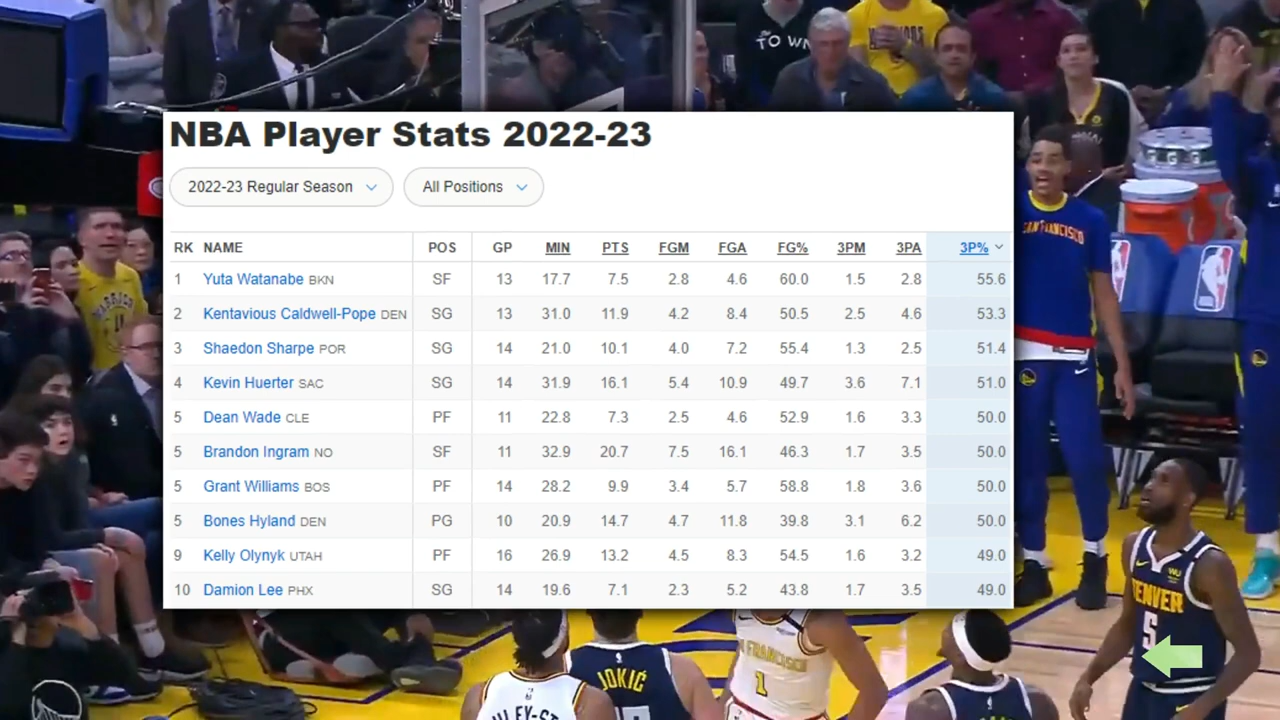 TO WN
NBA Player Stats 2022-23
2022-23 Regular Season All Positions
RK NAME POS GP MIN PTS FGM FGA FG% 3PM 3PA 3P%
1 Yuta Watanabe BKN SF 13 17.7 7.5 2.8 4.6 60.0 1.5 2.8 55.6
2 Kentavious Caldwell-Pope DEN SG 13 31.0 11.9 4.2 8.4 50.5 2.5 4.6 53.3
3 Shaedon Sharpe POR SG 14 21.0 10.1 4.0 7.2 55.4 1.3 2.5 51.4
4 Kevin Huerter SAC SG 14 31.9 16.1 5.4 10.9 49.7 3.6 7.1 51.0
5 Dean Wade CLE PF 11 22.8 7.3 2.5 4.6 52.9 1.6 3.3 50.0
5 Brandon Ingram NO SF 11 32.9 20.7 7.5 16.1 46.3 1.7 3.5 50.0
5 Grant Williams BOS PF 14 28.2 9.9 3.4 5.7 58.8 1.8 3.6 50.0
5 Bones Hyland DEN PG 10 20.9 14.7 4.7 11.8 39.8 3.1 6.2 50.0
9 Kelly Olynyk UTAH PF 16 26.9 13.2 4.5 8.3 54.5 1.6 3.2 49.0
10 Damion Lee PHX SG 14 19.6 7.1 2.3 5.2 43.8 1.7 3.5 49.0
SAN FRANCISCO
DENVER
5
JOKIĆ
FRANCISCO
1